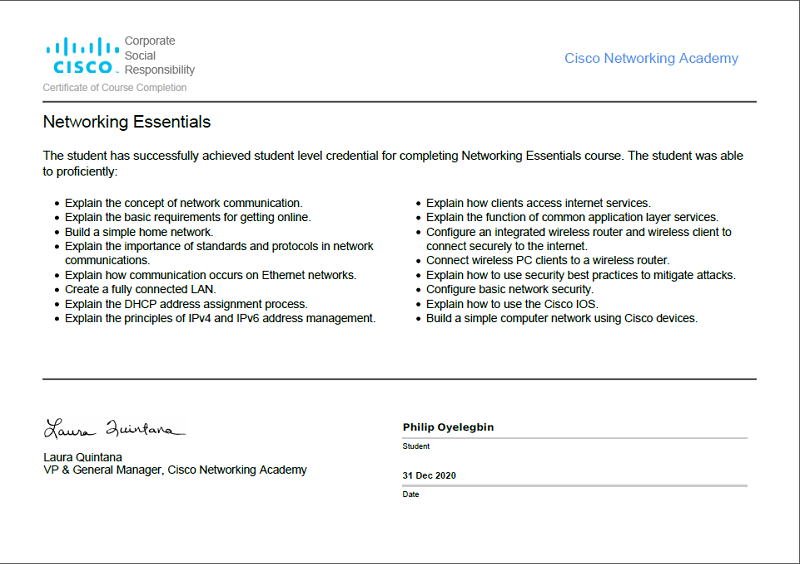 Corporate
Social
CISCO Responsibility
Cisco Networking Academy
Certificate of Course Completion
Networking Essentials
The student has successfully achieved student level credential for completing Networking Essentials course. The student was able
to proficiently:
• Explain the concept of network communication.
• Explain the basic requirements for getting online.
• Build a simple home network.
• Explain the importance of standards and protocols in network
communications.
• Explain how communication occurs on Ethernet networks.
• Create a fully connected LAN.
• Explain the DHCP address assignment process.
• Explain the principles of IPv4 and IPv6 address management.
• Explain how clients access internet services.
• Explain the function of common application layer services.
• Configure an integrated wireless router and wireless client to
connect securely to the internet.
• Connect wireless PC clients to a wireless router.
• Explain how to use security best practices to mitigate attacks.
• Configure basic network security.
• Explain how to use the Cisco IOS.
• Build a simple computer network using Cisco devices.
Laura Quintana
Laura Quintana
VP & General Manager, Cisco Networking Academy
Philip Oyelegbin
Student
31 Dec 2020
Date